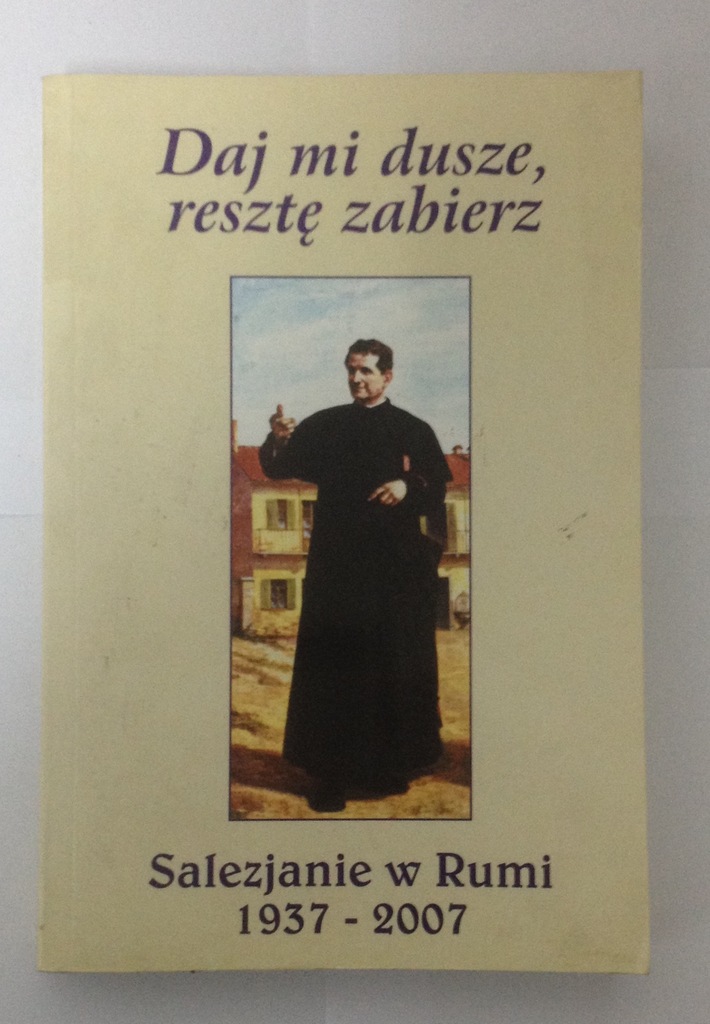 Daj mi dusze,
resztę zabierz
Salezjanie w Rumi
1937 - 2007